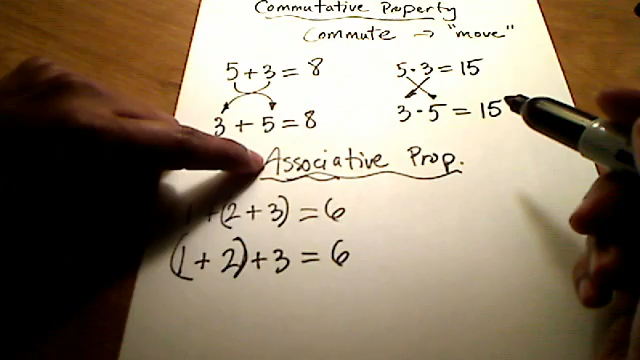 Commutative Property
Commute → "move"
5 + 3 = 8 5 · 3 = 15
3 + 5 = 8 3 · 5 = 15
Associative Prop.
1 + (2 + 3) = 6
(1 + 2) + 3 = 6